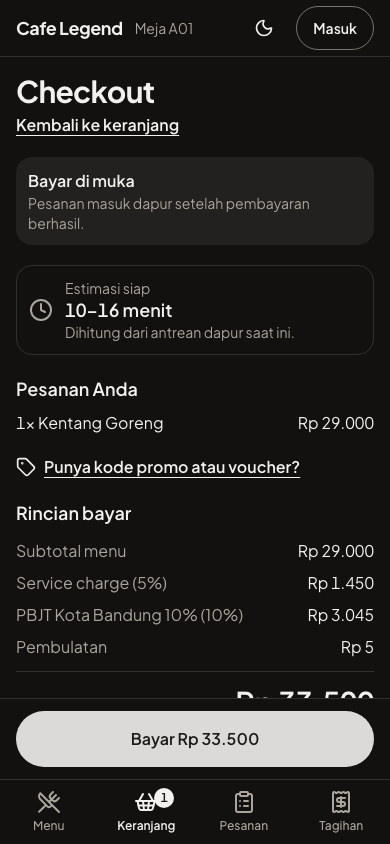 Cafe Legend Meja A01 Masuk
Checkout
Kembali ke keranjang
Bayar di muka
Pesanan masuk dapur setelah pembayaran
berhasil.
Estimasi siap
10–16 menit
Dihitung dari antrean dapur saat ini.
Pesanan Anda
1× Kentang Goreng Rp 29.000
Punya kode promo atau voucher?
Rincian bayar
Subtotal menu Rp 29.000
Service charge (5%) Rp 1.450
PBJT Kota Bandung 10% (10%) Rp 3.045
Pembulatan Rp 5
Rp 33.500
Bayar Rp 33.500
1
Menu Keranjang Pesanan Tagihan